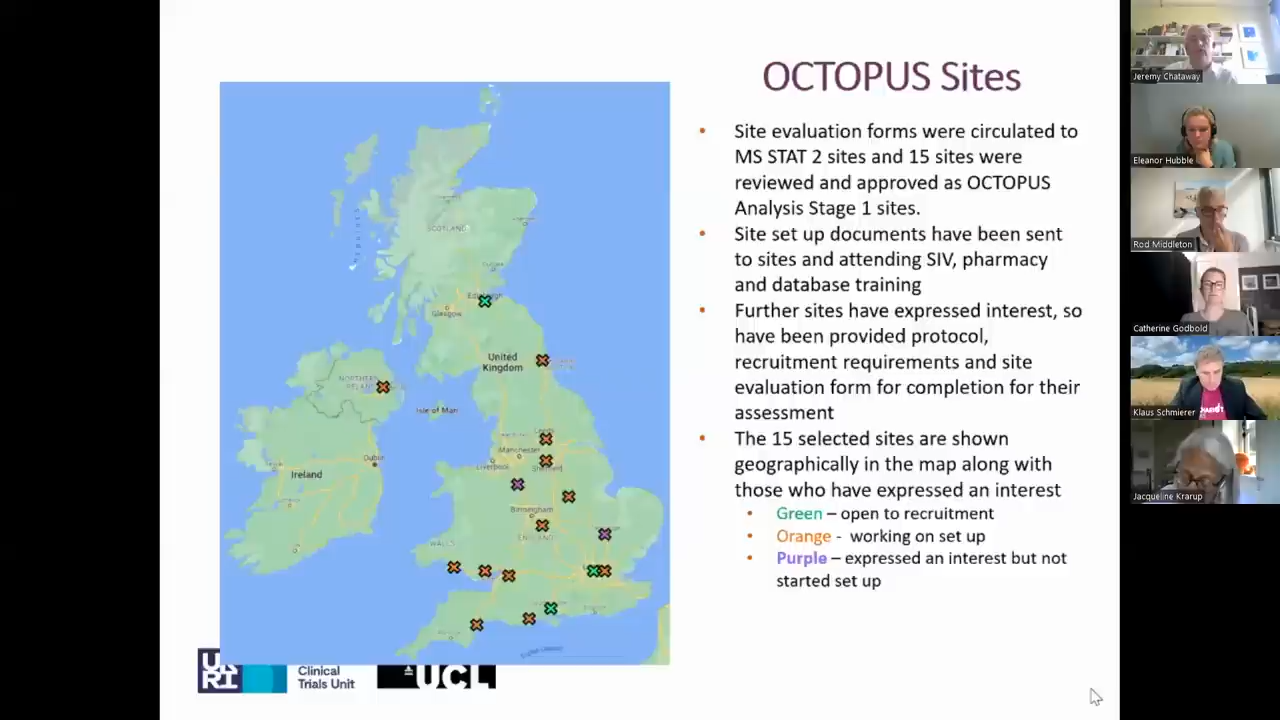 OCTOPUS Sites
• Site evaluation forms were circulated to
MS STAT 2 sites and 15 sites were
reviewed and approved as OCTOPUS
Analysis Stage 1 sites.
• Site set up documents have been sent
to sites and attending SIV, pharmacy
and database training
• Further sites have expressed interest, so
have been provided protocol,
recruitment requirements and site
evaluation form for completion for their
assessment
• The 15 selected sites are shown
geographically in the map along with
those who have expressed an interest
• Green – open to recruitment
• Orange - working on set up
• Purple – expressed an interest but not
started set up
SCOTLAND
Glasgow
United
Kingdom
NORTHERN
Isle of Man
Leeds
Manchester
Liverpool
Dublin
Ireland
Birmingham
WALES
ENGLAND
Clinical
Trials Unit
UCL
Jeremy Chataway
Eleanor Hubble
Rod Middleton
Catherine Godbold
Klaus Schmierer
Jacqueline Krarup